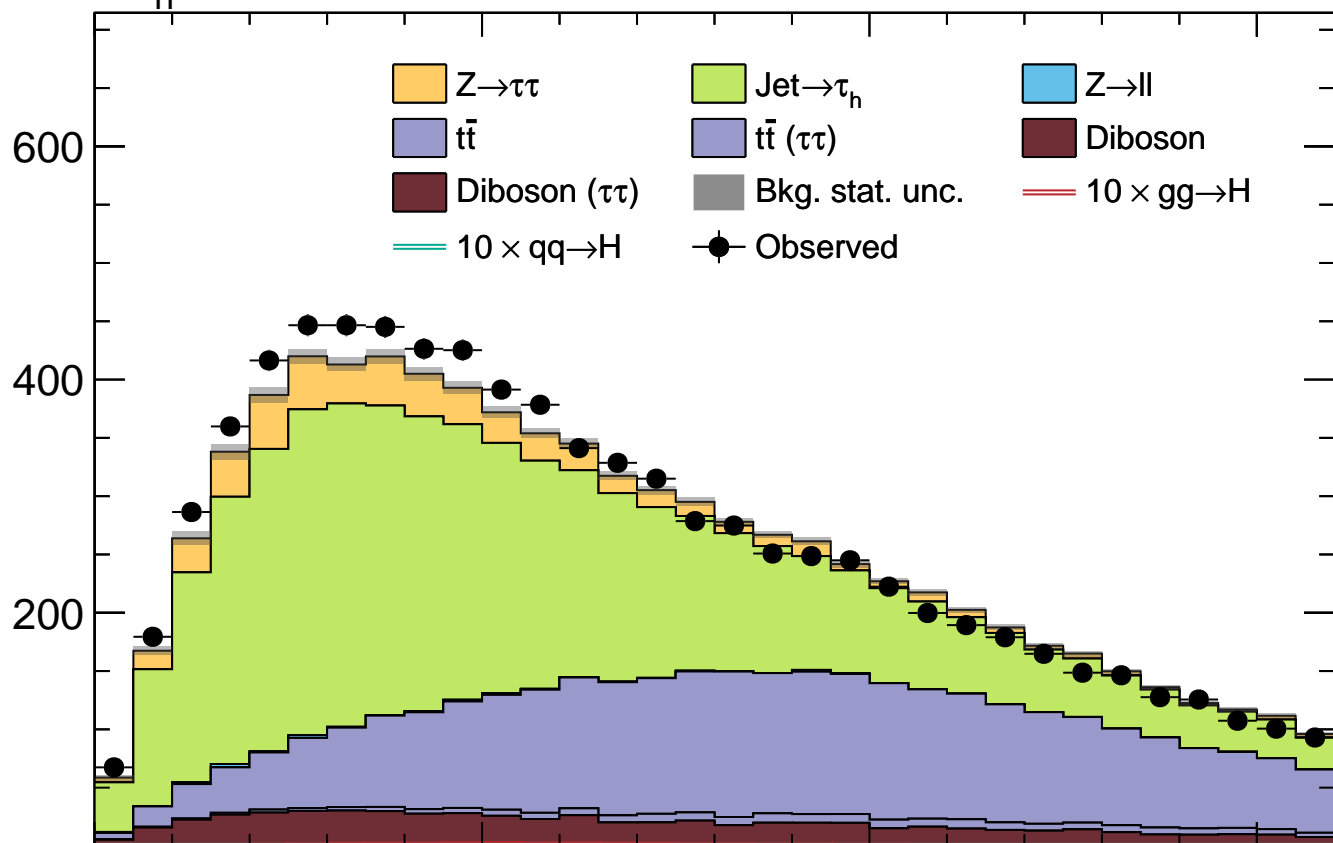 H
Z→ττ Jet→τh Z→ll
600 tt̄ tt̄ (ττ) Diboson
Diboson (ττ) Bkg. stat. unc. 10 × gg→H
10 × qq→H Observed
400
200